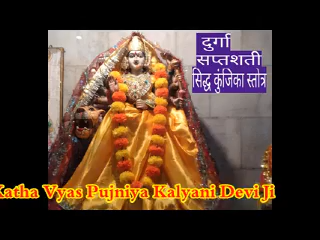 दुर्गा
सप्तशती
सिद्ध कुंजिका स्तोत्र
Katha Vyas Pujniya Kalyani Devi Ji